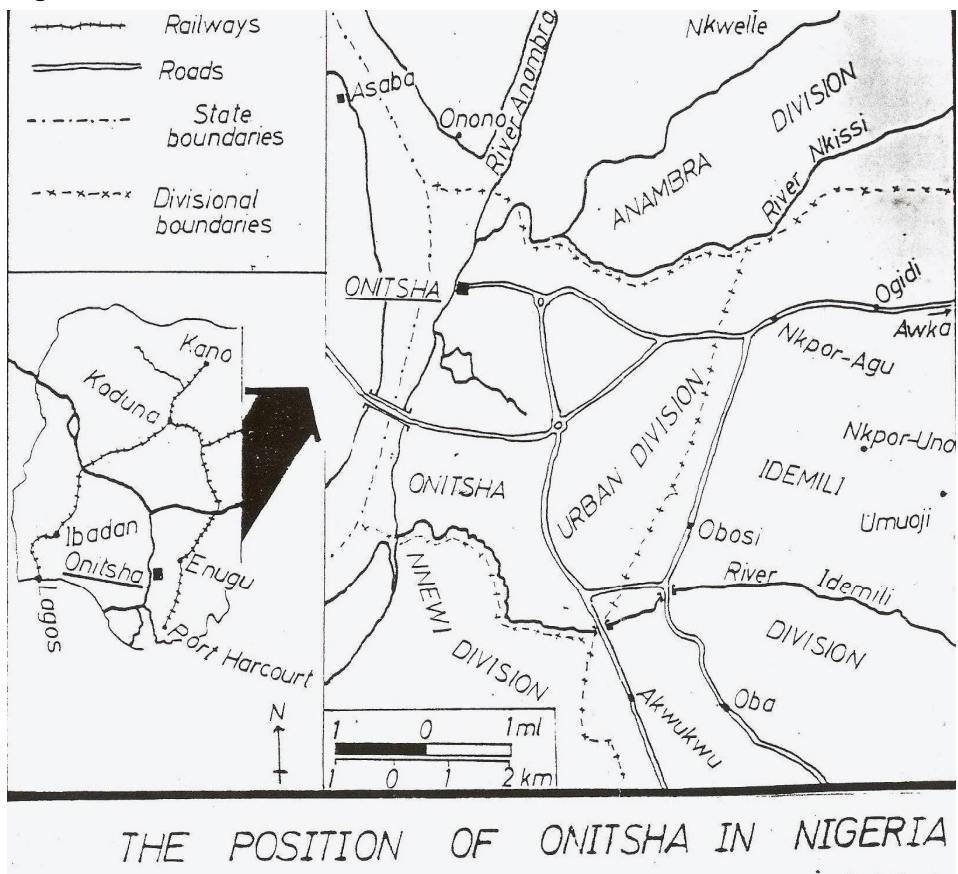 Railways
Roads
State
boundaries
Divisional
boundaries
Asaba
Onono
River Anambra
Nkwelle
ANAMBRA DIVISION
River Nkissi
ONITSHA
Ogidi
Awka
Nkpor-Agu
Nkpor-Uno
IDEMILI
Umuoji
ONITSHA
URBAN DIVISION
Obosi
River Idemili
DIVISION
NNEWI
DIVISION
Akwukwu
Oba
Kano
Kaduna
Ibadan
Onitsha
Enugu
Lagos
Port Harcourt
N
1 0 1 ml
1 0 1 2 km
THE POSITION OF ONITSHA IN NIGERIA